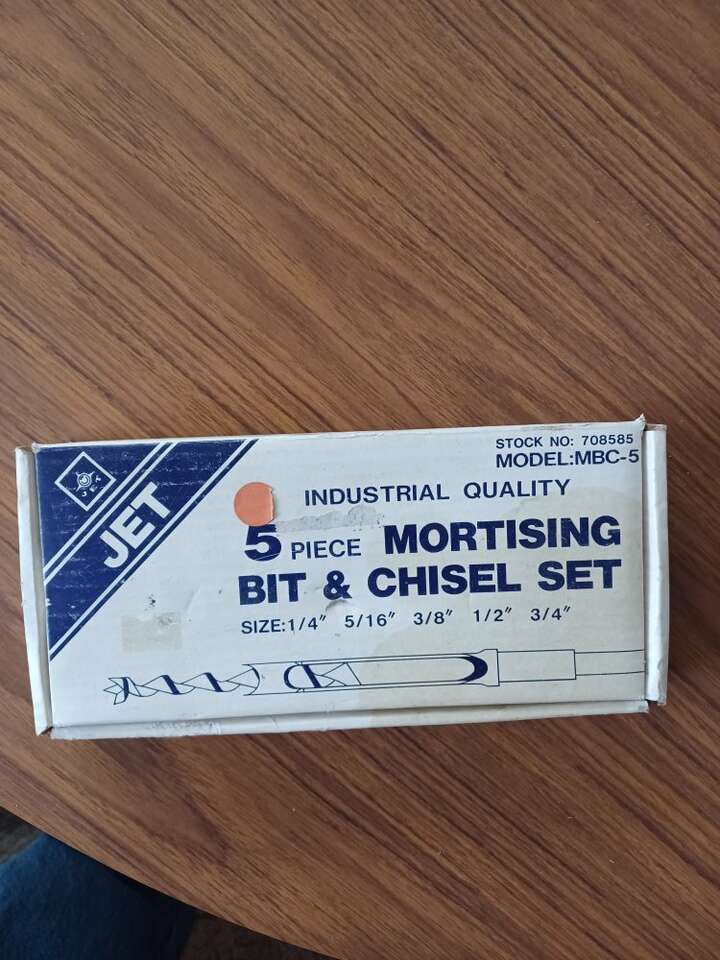 STOCK NO: 708585
MODEL:MBC-5
JET
JET
INDUSTRIAL QUALITY
5 PIECE MORTISING
BIT & CHISEL SET
SIZE:1/4" 5/16" 3/8" 1/2" 3/4"